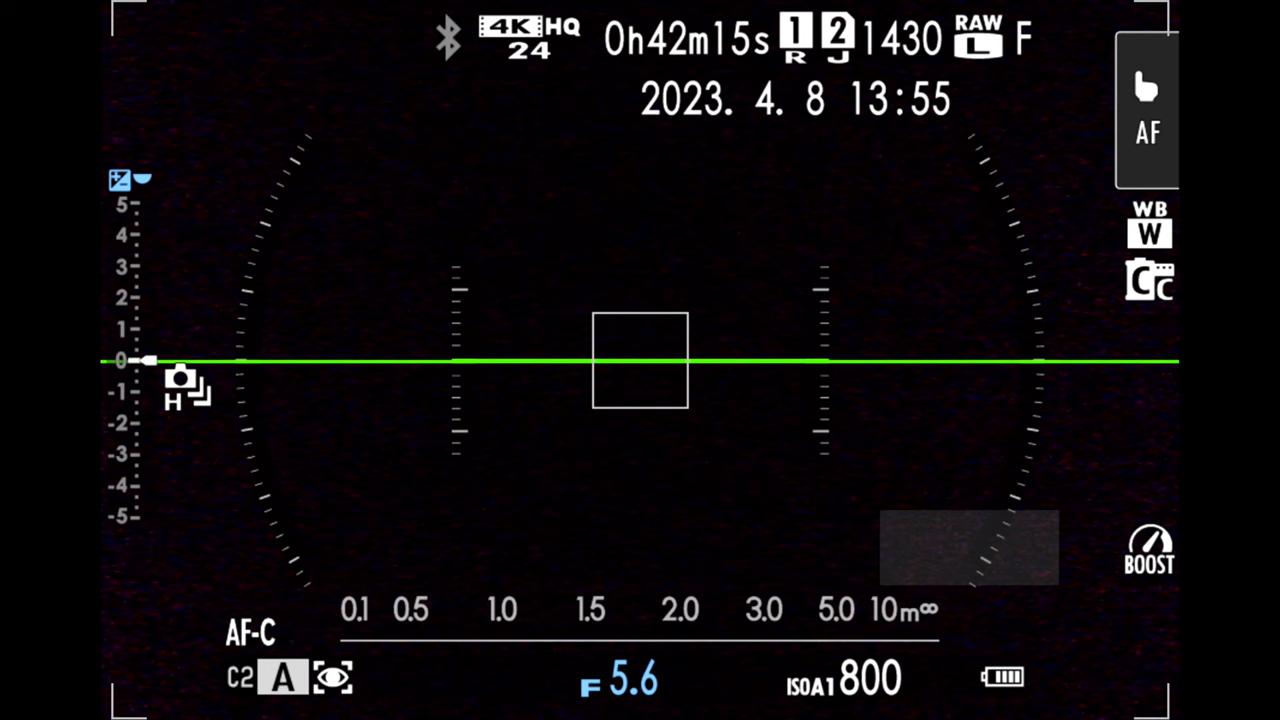 4K HQ 24 0h42m15s 1 R 2 J 1430 RAW L F
2023. 4. 8 13:55
AF
WB
W
C C
5
4
3
2
1
0
-1
H
-2
-3
-4
-5
BOOST
0.1 0.5 1.0 1.5 2.0 3.0 5.0 10m∞
AF-C
C2 A F5.6 ISO A1 800